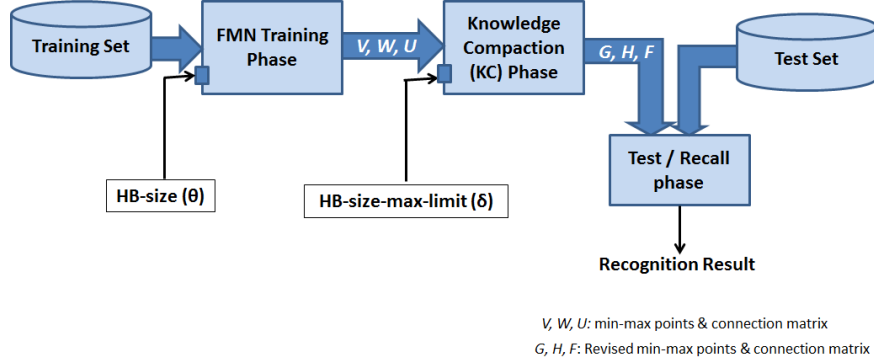 Training Set
FMN Training
Phase
V, W, U
Knowledge
Compaction
(KC) Phase
G, H, F
Test Set
Test / Recall
phase
HB-size (θ)
HB-size-max-limit (δ)
Recognition Result
V, W, U: min-max points & connection matrix
G, H, F: Revised min-max points & connection matrix